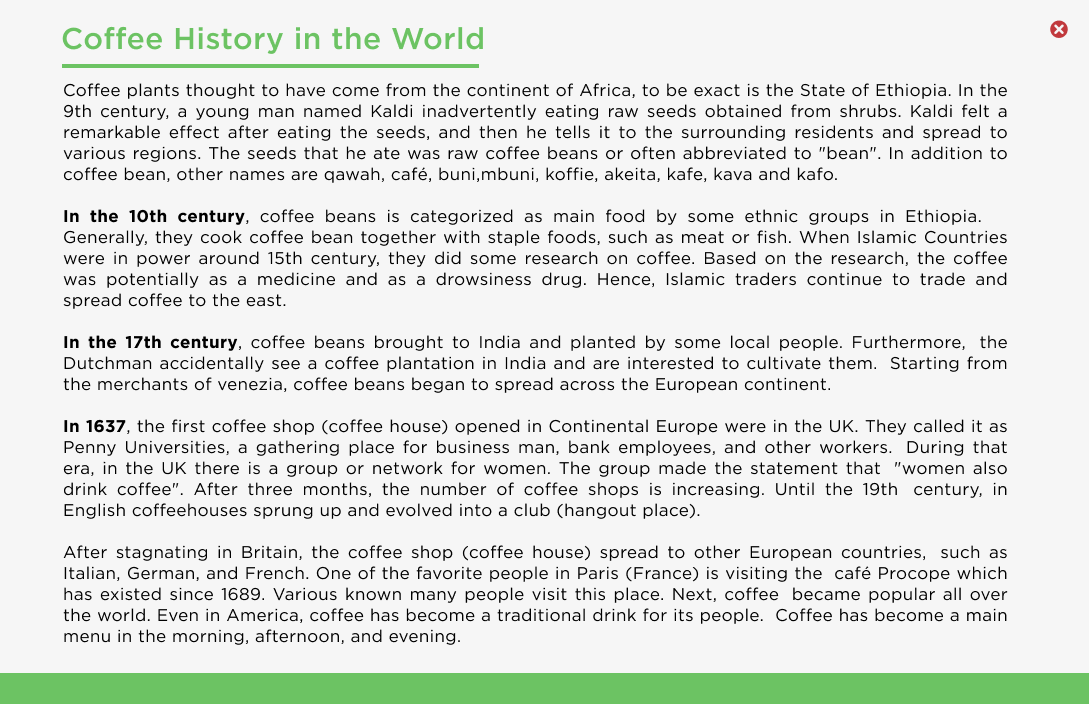 Coffee History in the World
Coffee plants thought to have come from the continent of Africa, to be exact is the State of Ethiopia. In the
9th century, a young man named Kaldi inadvertently eating raw seeds obtained from shrubs. Kaldi felt a
remarkable effect after eating the seeds, and then he tells it to the surrounding residents and spread to
various regions. The seeds that he ate was raw coffee beans or often abbreviated to "bean". In addition to
coffee bean, other names are qawah, café, buni,mbuni, koffie, akeita, kafe, kava and kafo.
In the 10th century, coffee beans is categorized as main food by some ethnic groups in Ethiopia.
Generally, they cook coffee bean together with staple foods, such as meat or fish. When Islamic Countries
were in power around 15th century, they did some research on coffee. Based on the research, the coffee
was potentially as a medicine and as a drowsiness drug. Hence, Islamic traders continue to trade and
spread coffee to the east.
In the 17th century, coffee beans brought to India and planted by some local people. Furthermore, the
Dutchman accidentally see a coffee plantation in India and are interested to cultivate them. Starting from
the merchants of venezia, coffee beans began to spread across the European continent.
In 1637, the first coffee shop (coffee house) opened in Continental Europe were in the UK. They called it as
Penny Universities, a gathering place for business man, bank employees, and other workers. During that
era, in the UK there is a group or network for women. The group made the statement that "women also
drink coffee". After three months, the number of coffee shops is increasing. Until the 19th century, in
English coffeehouses sprung up and evolved into a club (hangout place).
After stagnating in Britain, the coffee shop (coffee house) spread to other European countries, such as
Italian, German, and French. One of the favorite people in Paris (France) is visiting the café Procope which
has existed since 1689. Various known many people visit this place. Next, coffee became popular all over
the world. Even in America, coffee has become a traditional drink for its people. Coffee has become a main
menu in the morning, afternoon, and evening.